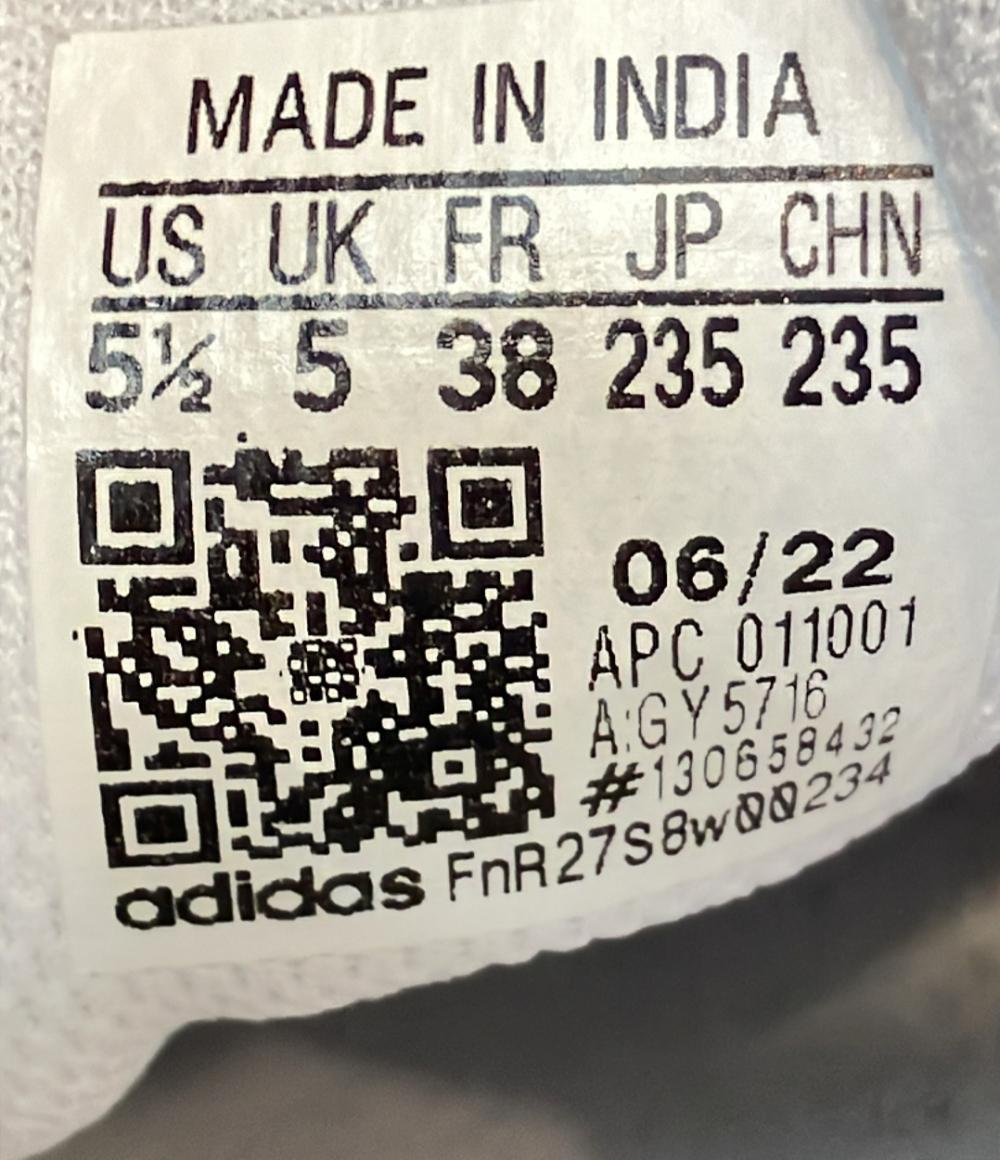 MADE IN INDIA
US UK FR JP CHN
5½ 5 38 235 235
06/22
APC 011001
A:GY5716
#130658432
adidas FnR27S8w00234